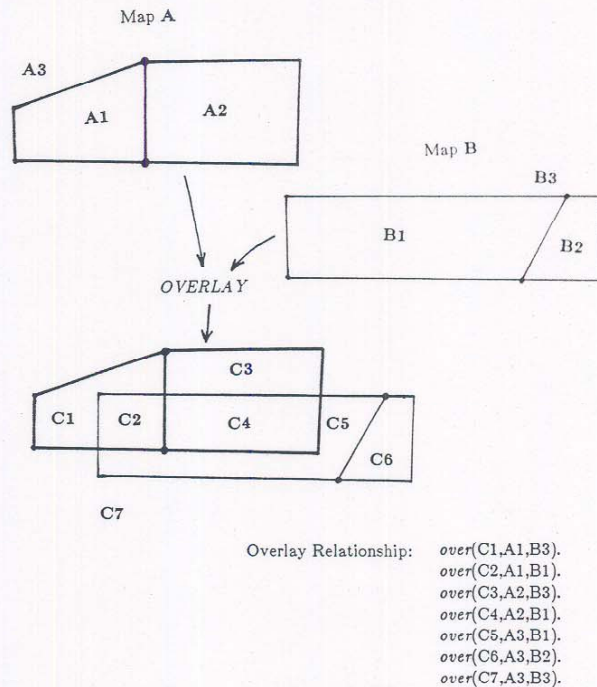 Map A
A3
A1
A2
Map B
B3
B1
B2
OVERLAY
C3
C1
C2
C4
C5
C6
C7
Overlay Relationship:
over(C1,A1,B3).
over(C2,A1,B1).
over(C3,A2,B3).
over(C4,A2,B1).
over(C5,A3,B1).
over(C6,A3,B2).
over(C7,A3,B3).